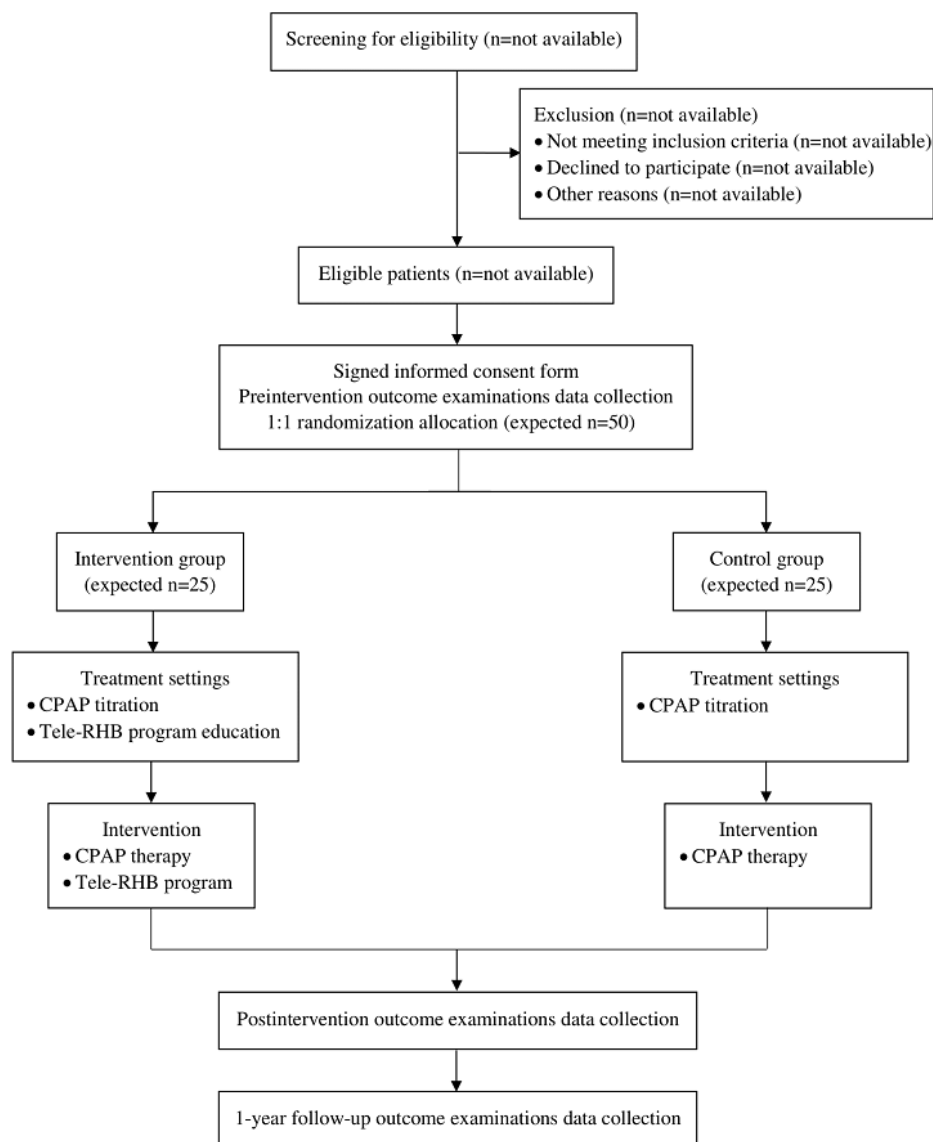 Screening for eligibility (n=not available)
Exclusion (n=not available)
• Not meeting inclusion criteria (n=not available)
• Declined to participate (n=not available)
• Other reasons (n=not available)
Eligible patients (n=not available)
Signed informed consent form
Preintervention outcome examinations data collection
1:1 randomization allocation (expected n=50)
Intervention group
(expected n=25)
Control group
(expected n=25)
Treatment settings
• CPAP titration
• Tele-RHB program education
Treatment settings
• CPAP titration
Intervention
• CPAP therapy
• Tele-RHB program
Intervention
• CPAP therapy
Postintervention outcome examinations data collection
1-year follow-up outcome examinations data collection